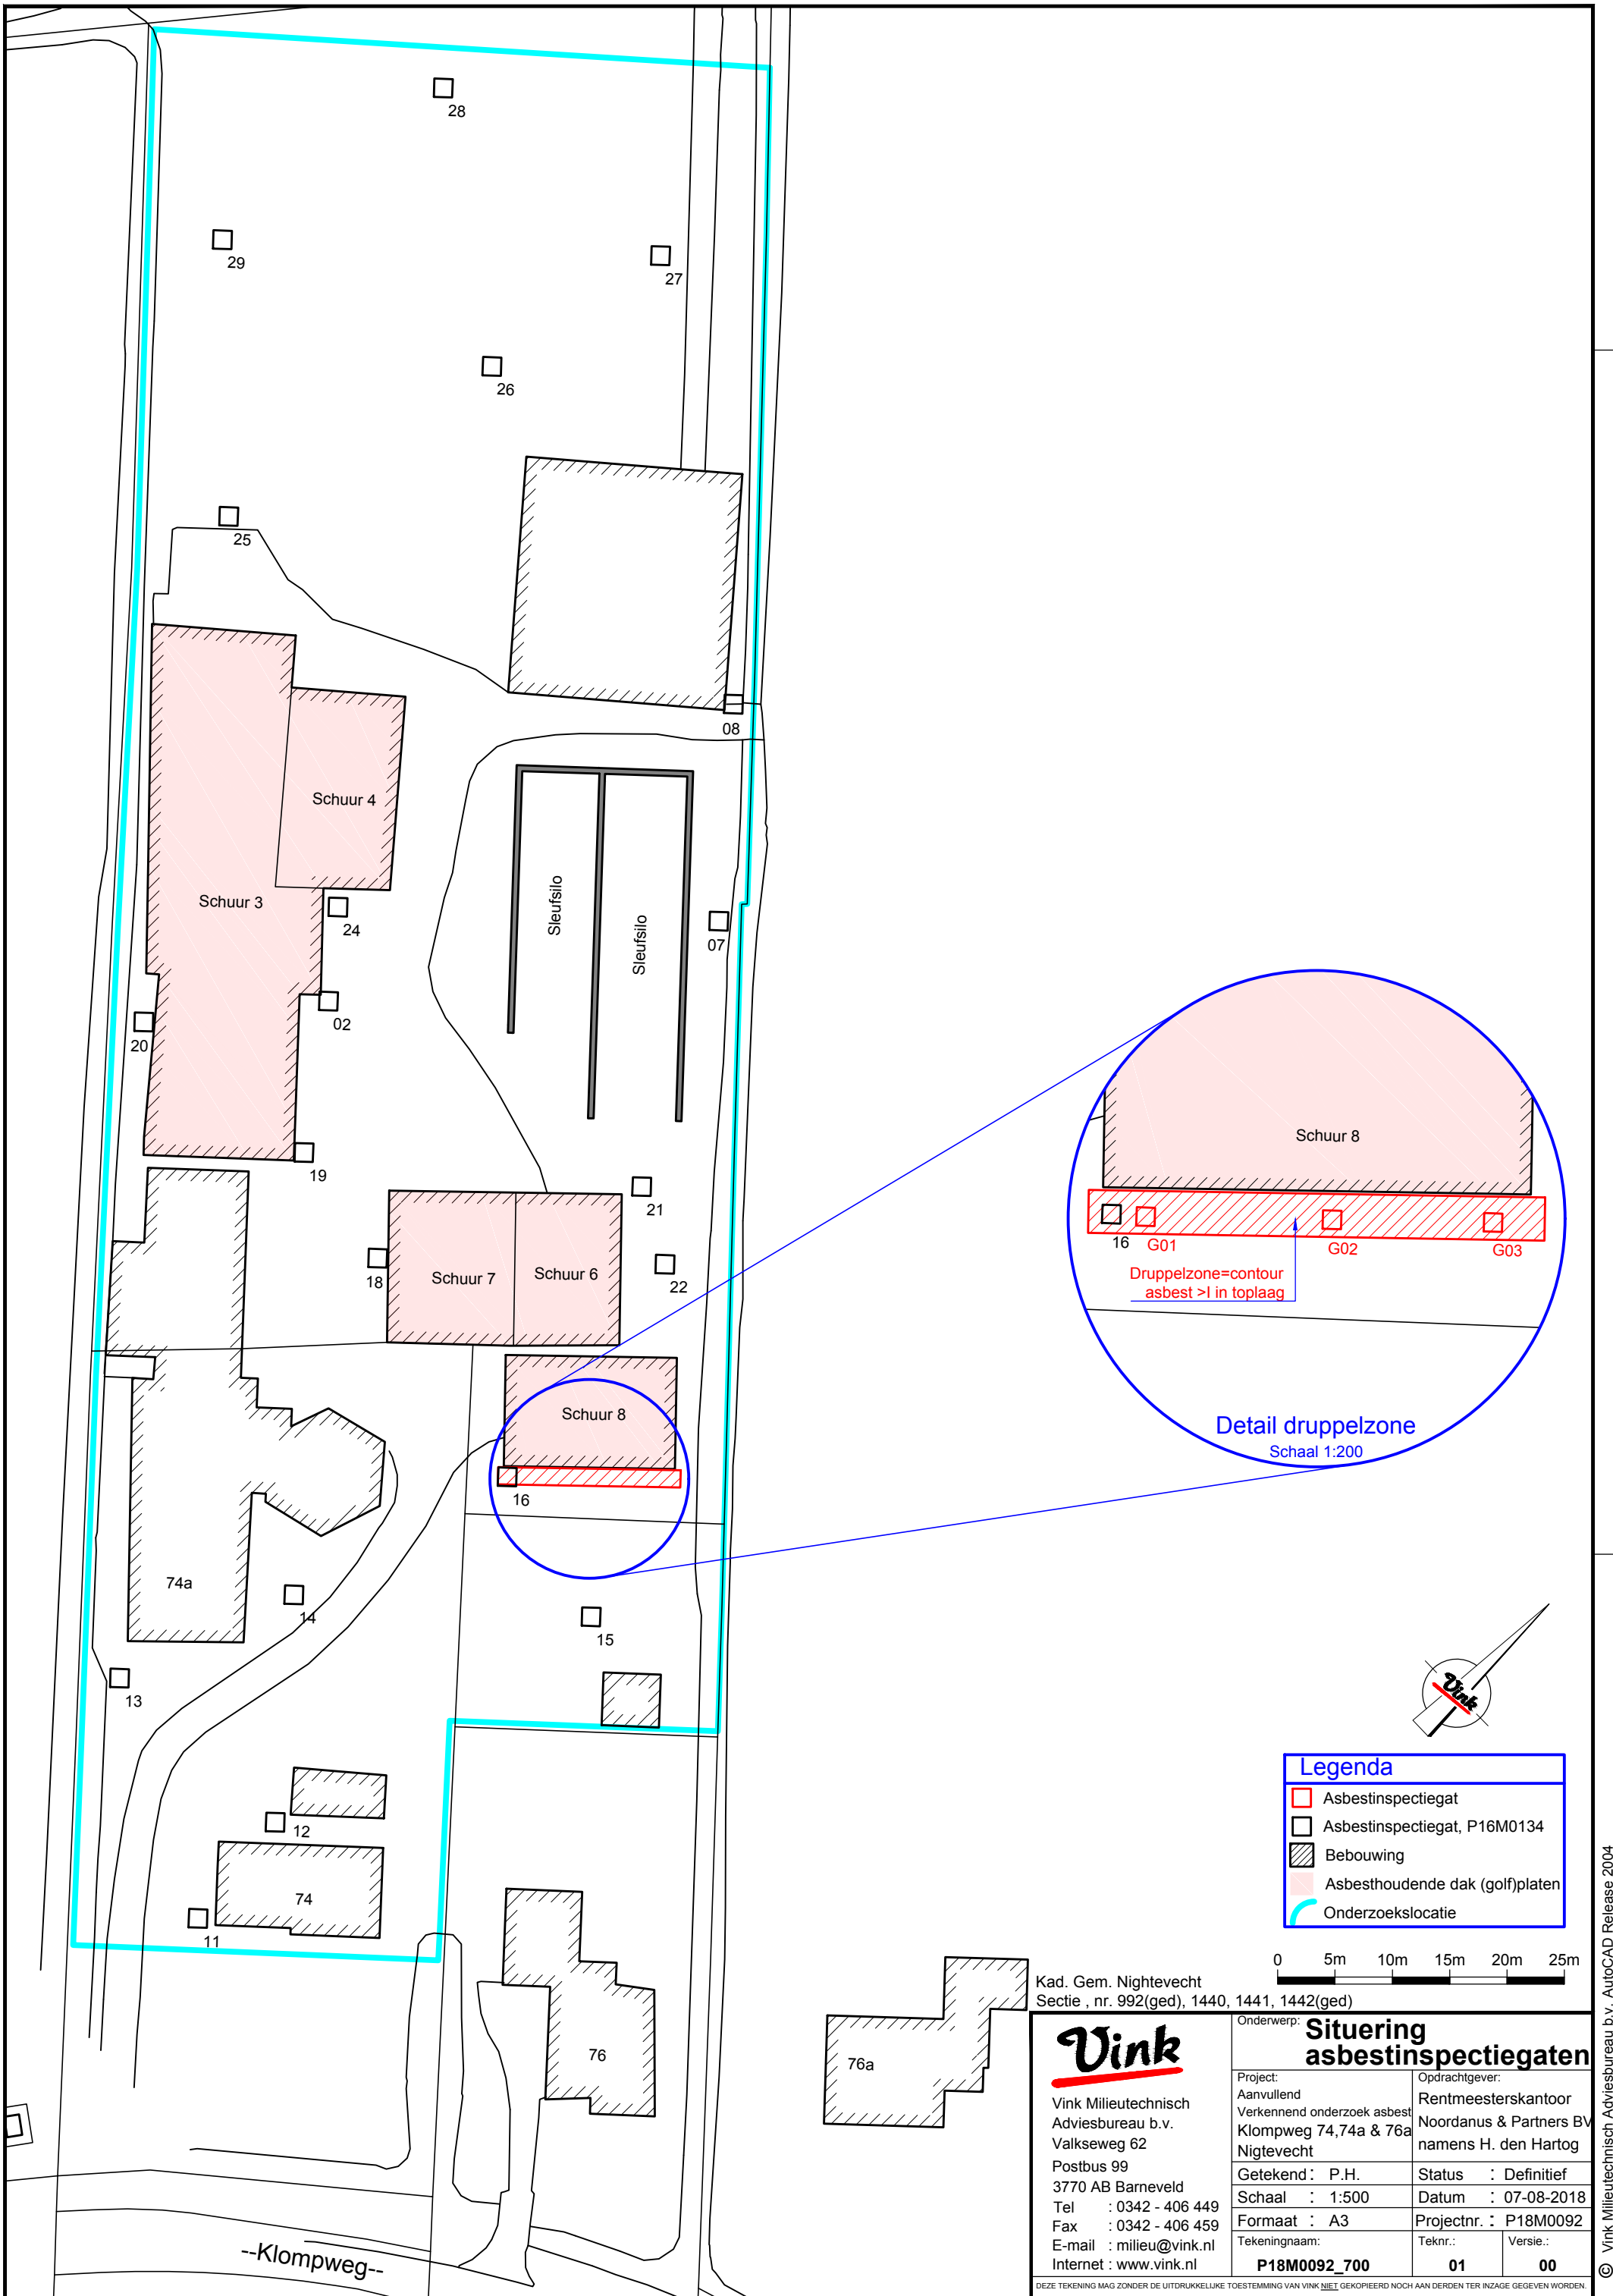 28
29
27
26
25
08
Schuur 4
Schuur 3
24
Sleufsilo
Sleufsilo
07
02
20
19
21
18
Schuur 7
Schuur 6
22
Schuur 8
16
74a
14
15
13
12
74
11
76
76a
--Klompweg--
Schuur 8
16
G01
G02
G03
Druppelzone=contour
asbest >I in toplaag
Detail druppelzone
Schaal 1:200
Vink
Legenda
Asbestinspectiegat
Asbestinspectiegat, P16M0134
Bebouwing
Asbesthoudende dak (golf)platen
Onderzoekslocatie
0 5m 10m 15m 20m 25m
Kad. Gem. Nightevecht
Sectie , nr. 992(ged), 1440, 1441, 1442(ged)
Vink
Vink Milieutechnisch
Adviesbureau b.v.
Valkseweg 62
Postbus 99
3770 AB Barneveld
Tel : 0342 - 406 449
Fax : 0342 - 406 459
E-mail : milieu@vink.nl
Internet : www.vink.nl
Onderwerp: Situering
asbestinspectiegaten
Project:
Aanvullend
Verkennend onderzoek asbest
Klompweg 74,74a & 76a
Nigtevecht
Opdrachtgever:
Rentmeesterskantoor
Noordanus & Partners BV
namens H. den Hartog
Getekend : P.H.
Status : Definitief
Schaal : 1:500
Datum : 07-08-2018
Formaat : A3
Projectnr. : P18M0092
Tekeningnaam:
P18M0092_700
Teknr.:
01
Versie.:
00
DEZE TEKENING MAG ZONDER DE UITDRUKKELIJKE TOESTEMMING VAN VINK NIET GEKOPIEERD NOCH AAN DERDEN TER INZAGE GEGEVEN WORDEN.
© Vink Milieutechnisch Adviesbureau b.v. AutoCAD Release 2004